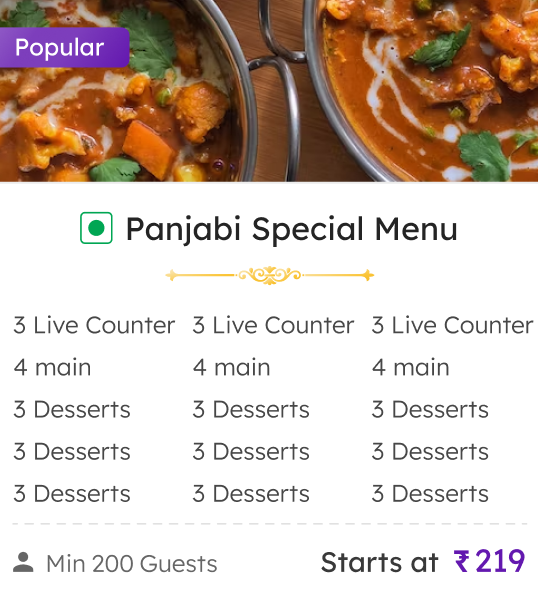 Popular
Panjabi Special Menu
3 Live Counter 3 Live Counter 3 Live Counter
4 main 4 main 4 main
3 Desserts 3 Desserts 3 Desserts
3 Desserts 3 Desserts 3 Desserts
3 Desserts 3 Desserts 3 Desserts
Min 200 Guests Starts at ₹219